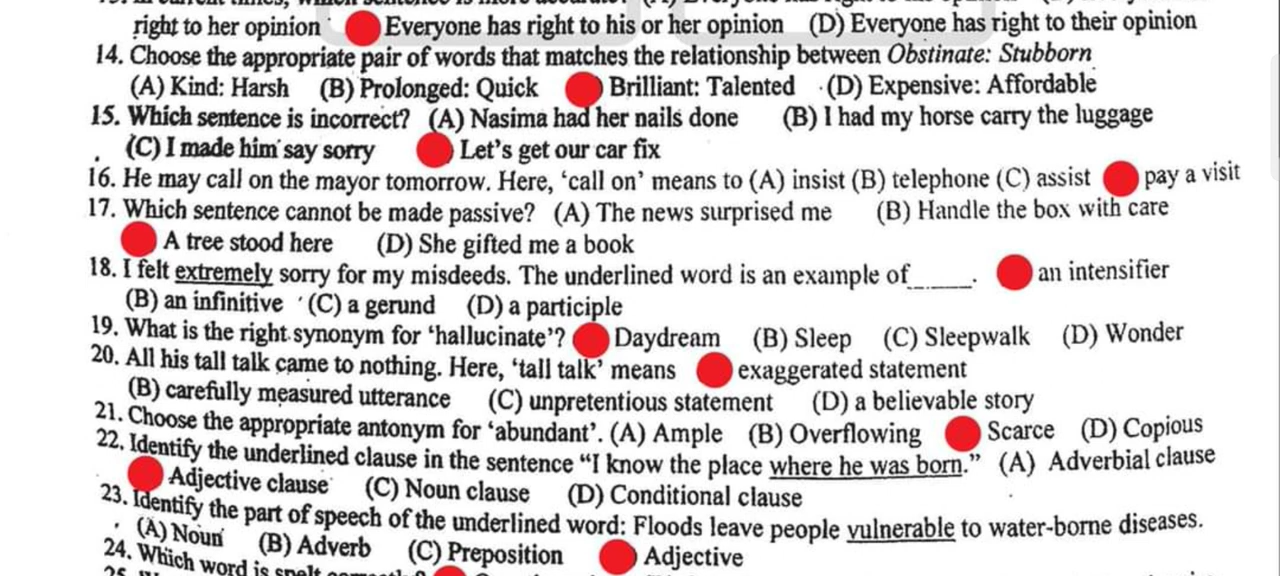 right to her opinion Everyone has right to his or her opinion (D) Everyone has right to their opinion
14. Choose the appropriate pair of words that matches the relationship between Obstinate: Stubborn
(A) Kind: Harsh (B) Prolonged: Quick Brilliant: Talented (D) Expensive: Affordable
15. Which sentence is incorrect? (A) Nasima had her nails done (B) I had my horse carry the luggage
(C) I made him say sorry Let's get our car fix
16. He may call on the mayor tomorrow. Here, 'call on' means to (A) insist (B) telephone (C) assist pay a visit
17. Which sentence cannot be made passive? (A) The news surprised me (B) Handle the box with care
A tree stood here (D) She gifted me a book
18. I felt extremely sorry for my misdeeds. The underlined word is an example of_____. an intensifier
(B) an infinitive (C) a gerund (D) a participle
19. What is the right synonym for 'hallucinate'? Daydream (B) Sleep (C) Sleepwalk (D) Wonder
20. All his tall talk came to nothing. Here, 'tall talk' means exaggerated statement
(B) carefully measured utterance (C) unpretentious statement (D) a believable story
21. Choose the appropriate antonym for 'abundant'. (A) Ample (B) Overflowing Scarce (D) Copious
22. Identify the underlined clause in the sentence "I know the place where he was born." (A) Adverbial clause
Adjective clause (C) Noun clause (D) Conditional clause
23. Identify the part of speech of the underlined word: Floods leave people vulnerable to water-borne diseases.
(A) Noun (B) Adverb (C) Preposition Adjective
24. Which word is spelt